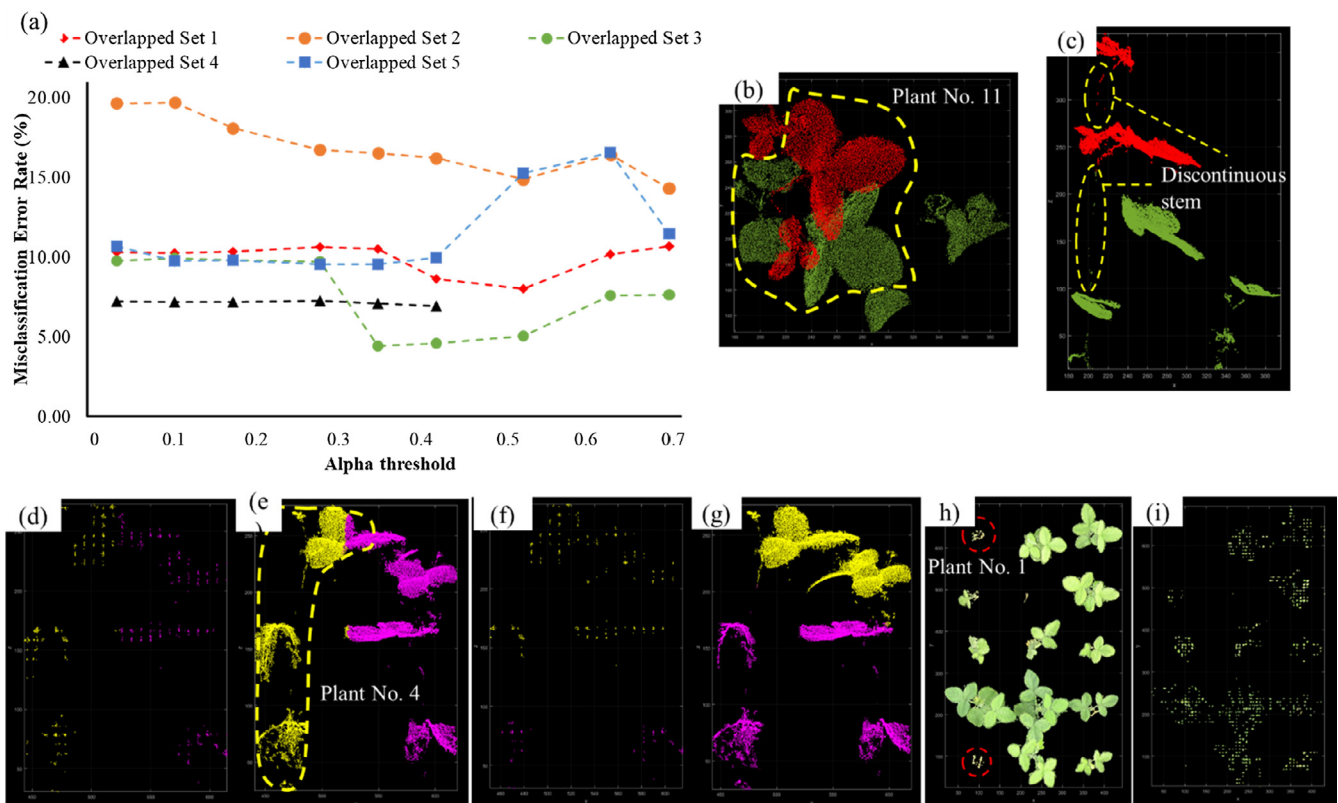 (a)
Overlapped Set 1
Overlapped Set 2
Overlapped Set 3
Overlapped Set 4
Overlapped Set 5
Misclassification Error Rate (%)
20.00
15.00
10.00
5.00
0.00
0 0.1 0.2 0.3 0.4 0.5 0.6 0.7
Alpha threshold
(b)
Plant No. 11
(c)
Discontinuous
stem
(d)
(e
)
Plant No. 4
(f)
(g)
h)
Plant No. 1
(i)